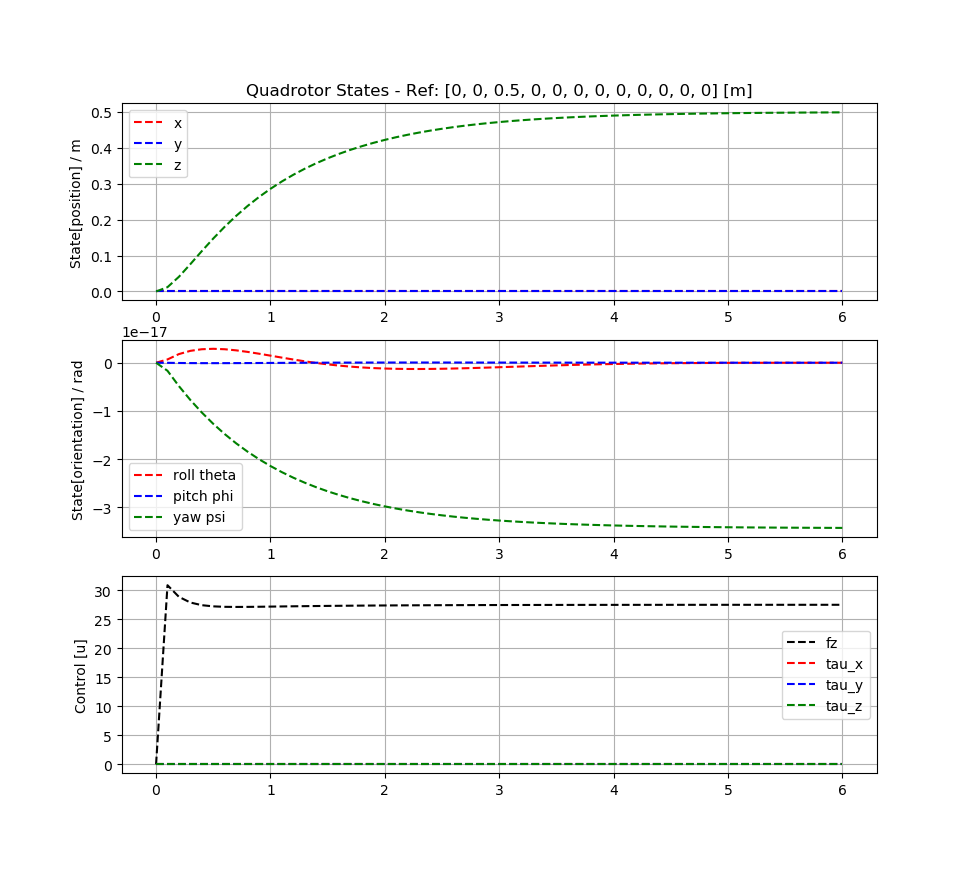 Quadrotor States - Ref: [0, 0, 0.5, 0, 0, 0, 0, 0, 0, 0, 0, 0] [m]
State[position] / m
0.5
0.4
0.3
0.2
0.1
0.0
x
y
z
0 1 2 3 4 5 6
1e−17
State[orientation] / rad
0
−1
−2
−3
roll theta
pitch phi
yaw psi
0 1 2 3 4 5 6
Control [u]
30
25
20
15
10
5
0
fz
tau_x
tau_y
tau_z
0 1 2 3 4 5 6